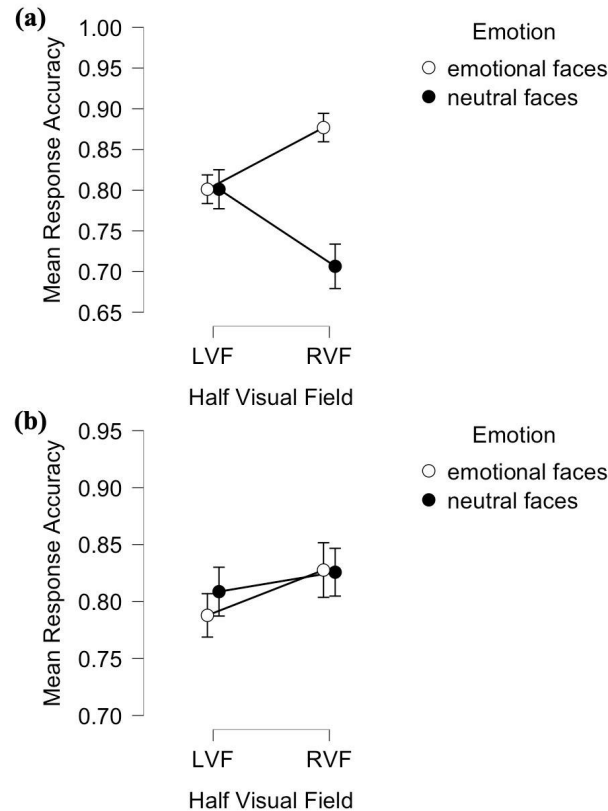 (a)
1.00
0.95
0.90
0.85
0.80
0.75
0.70
0.65
Mean Response Accuracy
LVF
RVF
Half Visual Field
Emotion
emotional faces
neutral faces
(b)
0.95
0.90
0.85
0.80
0.75
0.70
Mean Response Accuracy
LVF
RVF
Half Visual Field
Emotion
emotional faces
neutral faces